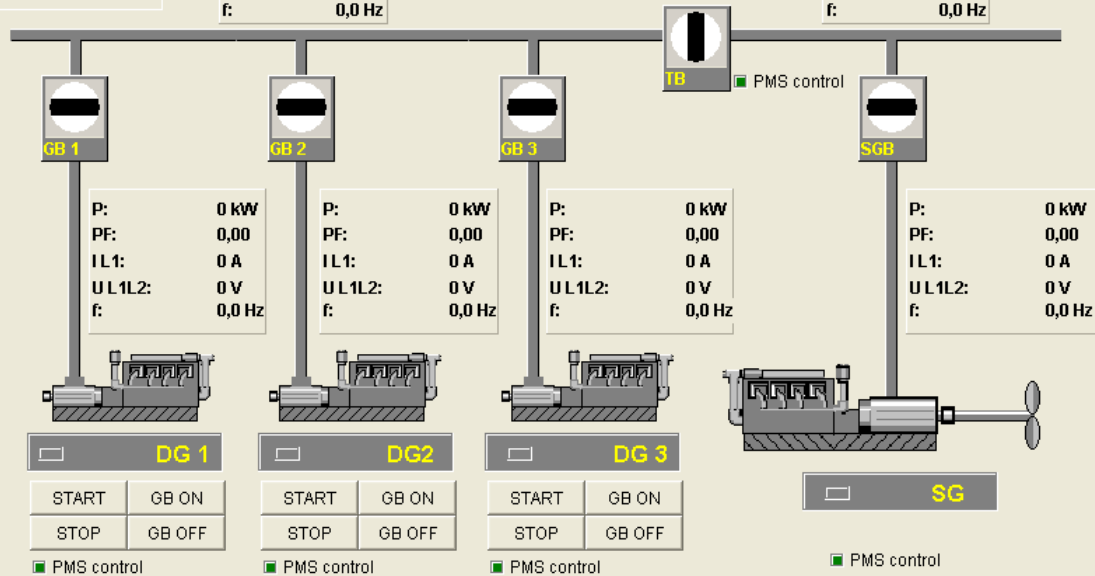 f: 0,0 Hz f: 0,0 Hz
TB PMS control
GB 1 GB 2 GB 3 SGB
P: 0 kW P: 0 kW P: 0 kW P: 0 kW
PF: 0,00 PF: 0,00 PF: 0,00 PF: 0,00
I L1: 0 A I L1: 0 A I L1: 0 A I L1: 0 A
U L1L2: 0 V U L1L2: 0 V U L1L2: 0 V U L1L2: 0 V
f: 0,0 Hz f: 0,0 Hz f: 0,0 Hz f: 0,0 Hz
DG 1 DG2 DG 3
SG
START GB ON START GB ON START GB ON
STOP GB OFF STOP GB OFF STOP GB OFF
PMS control PMS control PMS control PMS control